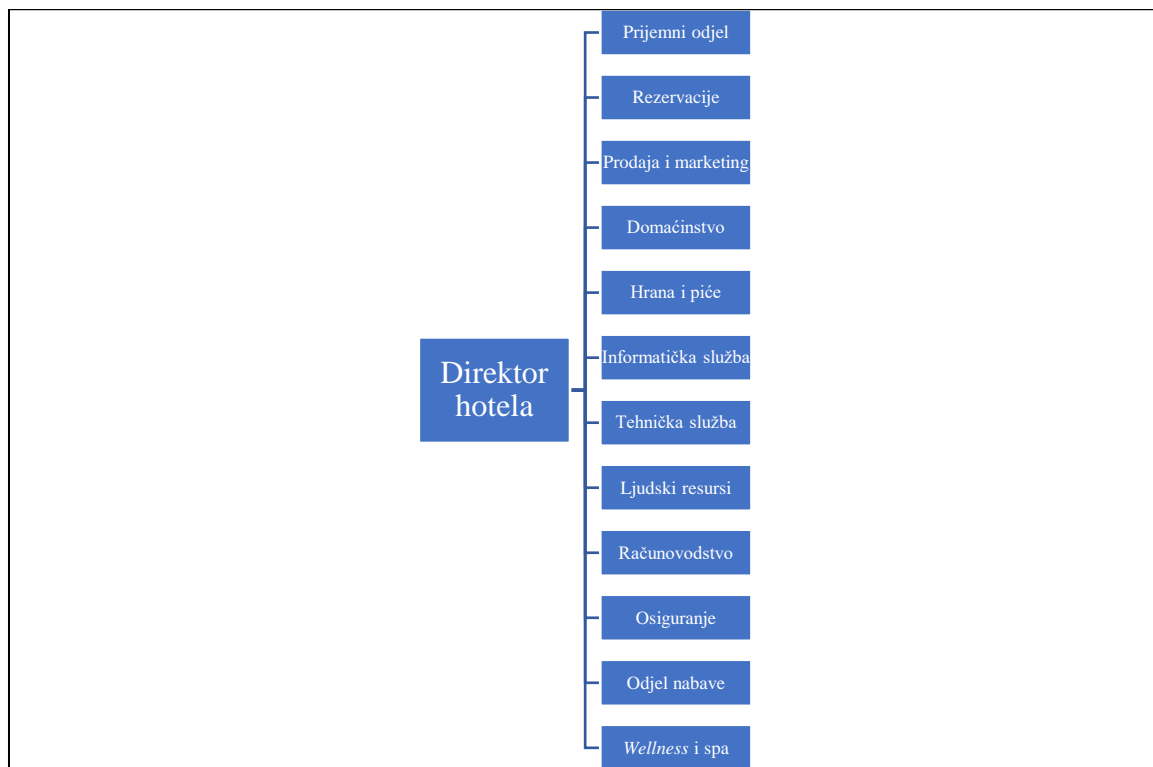 Prijemni odjel
Rezervacije
Prodaja i marketing
Domaćinstvo
Hrana i piće
Direktor
hotela
Informatička služba
Tehnička služba
Ljudski resursi
Računovodstvo
Osiguranje
Odjel nabave
Wellness i spa